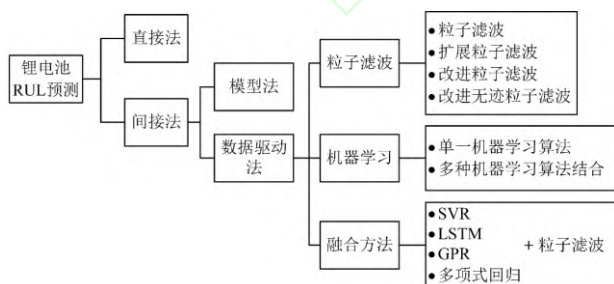 锂电池
RUL预测
直接法
间接法
模型法
数据驱动
法
粒子滤波
●粒子滤波
●扩展粒子滤波
●改进粒子滤波
●改进无迹粒子滤波
机器学习
●单一机器学习算法
●多种机器学习算法结合
融合方法
●SVR
●LSTM
●GPR
●多项式回归
+粒子滤波